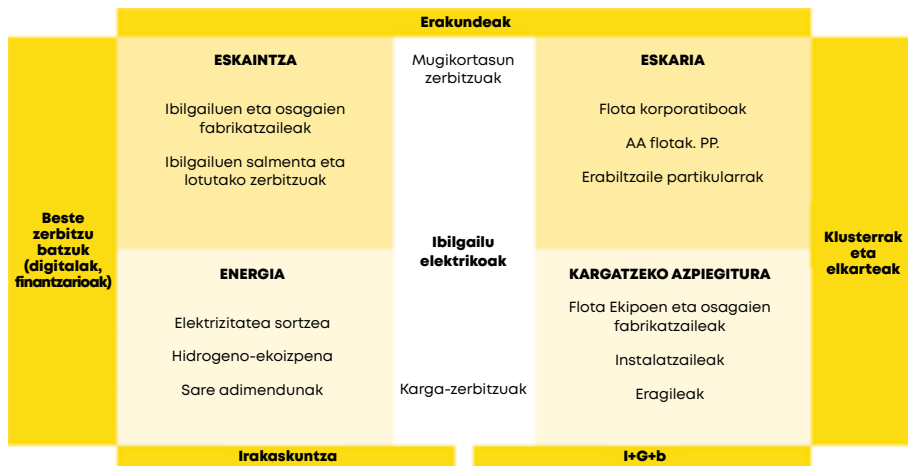 Erakundeak
ESKAINTZA
Ibilgailuen eta osagaien
fabrikatzaileak
Ibilgailuen salmenta eta
lotutako zerbitzuak
Mugikortasun
zerbitzuak
ESKARIA
Flota korporatiboak
AA flotak. PP.
Erabiltzaile partikularrak
Beste
zerbitzu
batzuk
(digitalak,
finantzarioak)
Ibilgailu
elektrikoak
Klusterrak
eta
elkarteak
ENERGIA
Elektrizitatea sortzea
Hidrogeno-ekoizpena
Sare adimendunak
Karga-zerbitzuak
KARGATZEKO AZPIEGITURA
Flota Ekipoen eta osagaien
fabrikatzaileak
Instalatzaileak
Eragileak
Irakaskuntza
I+G+b